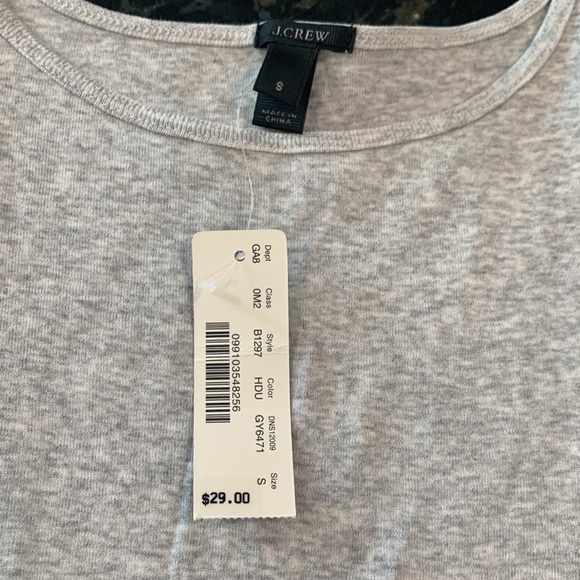 J.CREW
S
MADE IN
CHINA
Dept Class Style Color DNS12009 Size
GA8 0M2 B1297 HDU GY6471 S
099103548256
$29.00